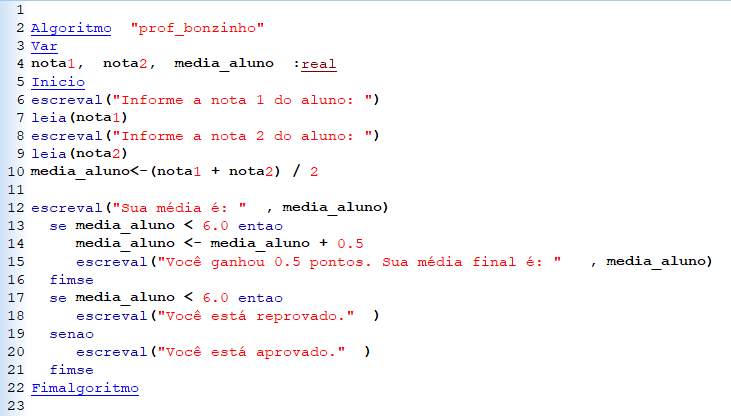 1
2 Algoritmo "prof_bonzinho"
3 Var
4 nota1, nota2, media_aluno :real
5 Inicio
6 escreval("Informe a nota 1 do aluno: ")
7 leia(nota1)
8 escreval("Informe a nota 2 do aluno: ")
9 leia(nota2)
10 media_aluno<-(nota1 + nota2) / 2
11
12 escreval("Sua média é: " , media_aluno)
13 se media_aluno < 6.0 entao
14 media_aluno <- media_aluno + 0.5
15 escreval("Você ganhou 0.5 pontos. Sua média final é: " , media_aluno)
16 fimse
17 se media_aluno < 6.0 entao
18 escreval("Você está reprovado." )
19 senao
20 escreval("Você está aprovado." )
21 fimse
22 Fimalgoritmo
23